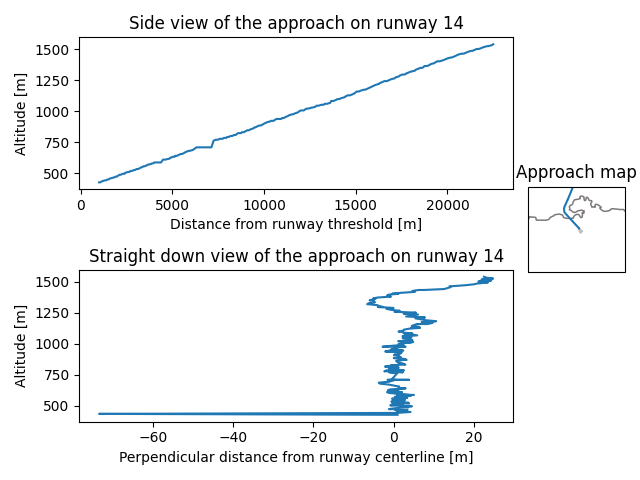 Side view of the approach on runway 14
1500
1250
1000
750
500
Altitude [m]
0 5000 10000 15000 20000
Distance from runway threshold [m]
Approach map
Straight down view of the approach on runway 14
1500
1250
1000
750
500
Altitude [m]
−60 −40 −20 0 20
Perpendicular distance from runway centerline [m]